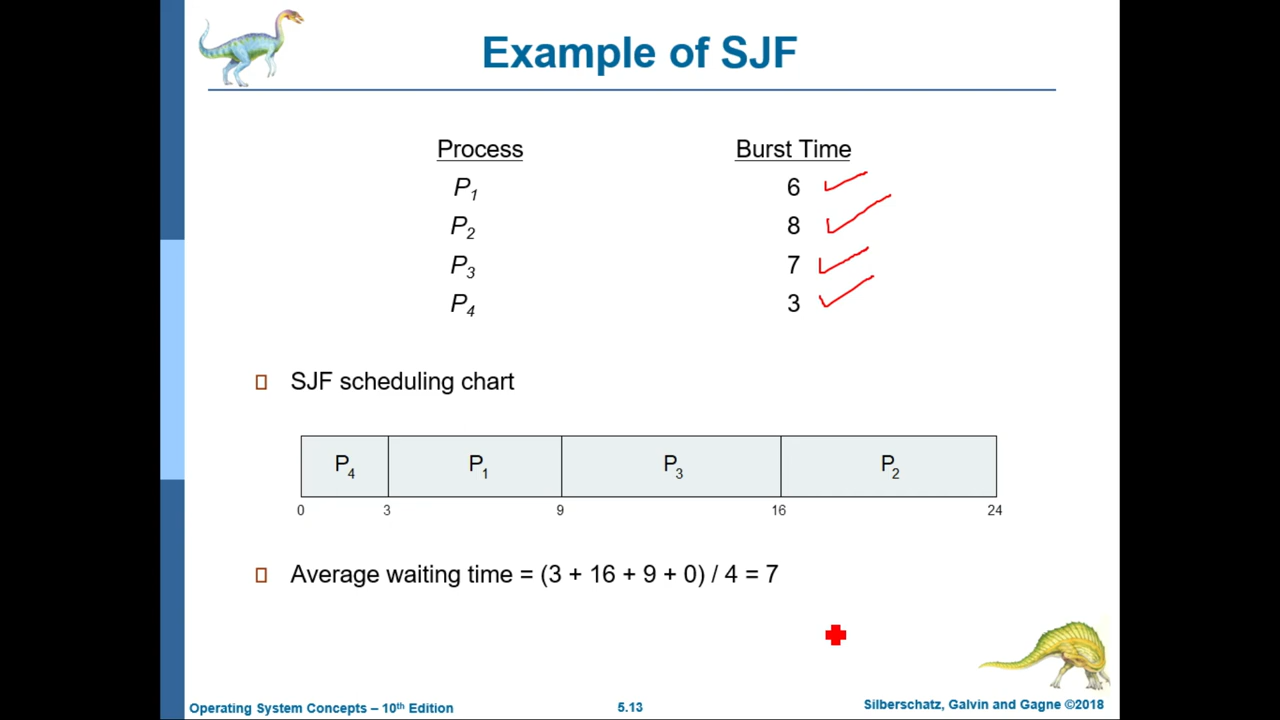 Example of SJF
Process Burst Time
P1 6
P2 8
P3 7
P4 3
SJF scheduling chart
P4 P1 P3 P2
0 3 9 16 24
Average waiting time = (3 + 16 + 9 + 0) / 4 = 7
Operating System Concepts – 10th Edition 5.13 Silberschatz, Galvin and Gagne ©2018